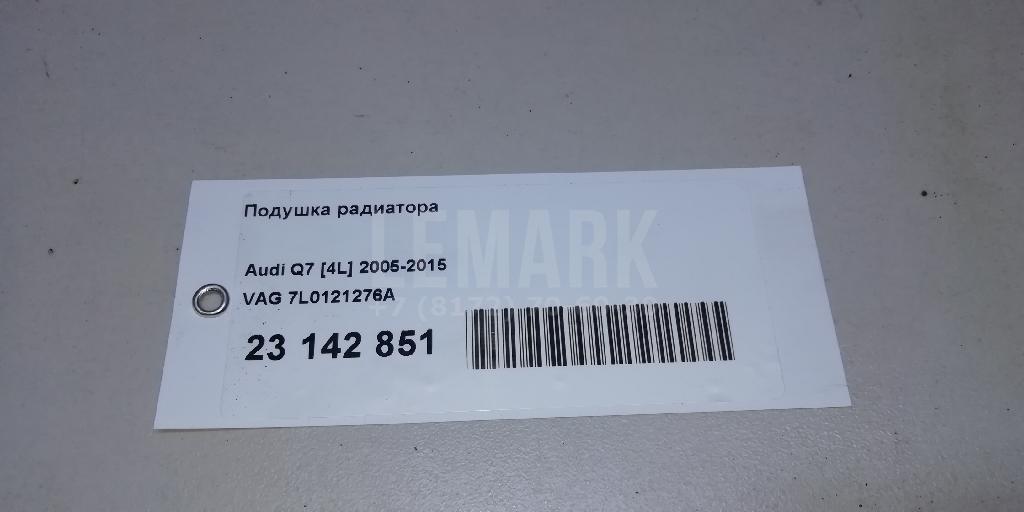 Подушка радиатора
LEMARK
Audi Q7 [4L] 2005-2015
VAG 7L0121276A
23 142 851